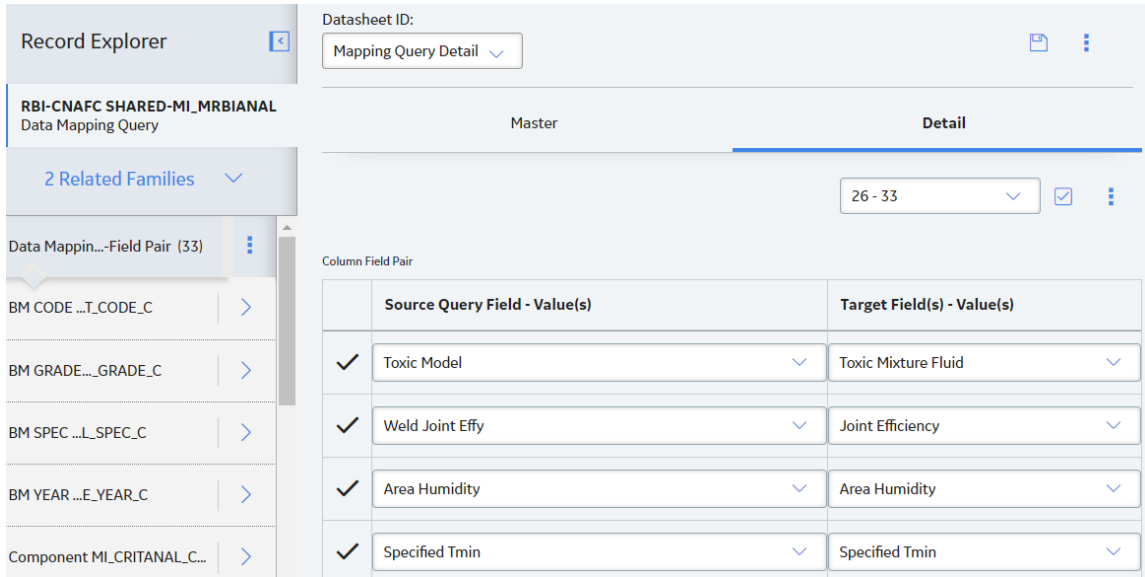 Record Explorer
RBI-CNAFC SHARED-MI_MRBIANAL
Data Mapping Query
2 Related Families
Data Mappin...-Field Pair (33)
BM CODE ...T_CODE_C
BM GRADE..._GRADE_C
BM SPEC ...L_SPEC_C
BM YEAR ...E_YEAR_C
Component MI_CRITANAL_C...
Datasheet ID:
Mapping Query Detail
Master Detail
26 - 33
Column Field Pair
Source Query Field - Value(s) Target Field(s) - Value(s)
Toxic Model Toxic Mixture Fluid
Weld Joint Effy Joint Efficiency
Area Humidity Area Humidity
Specified Tmin Specified Tmin